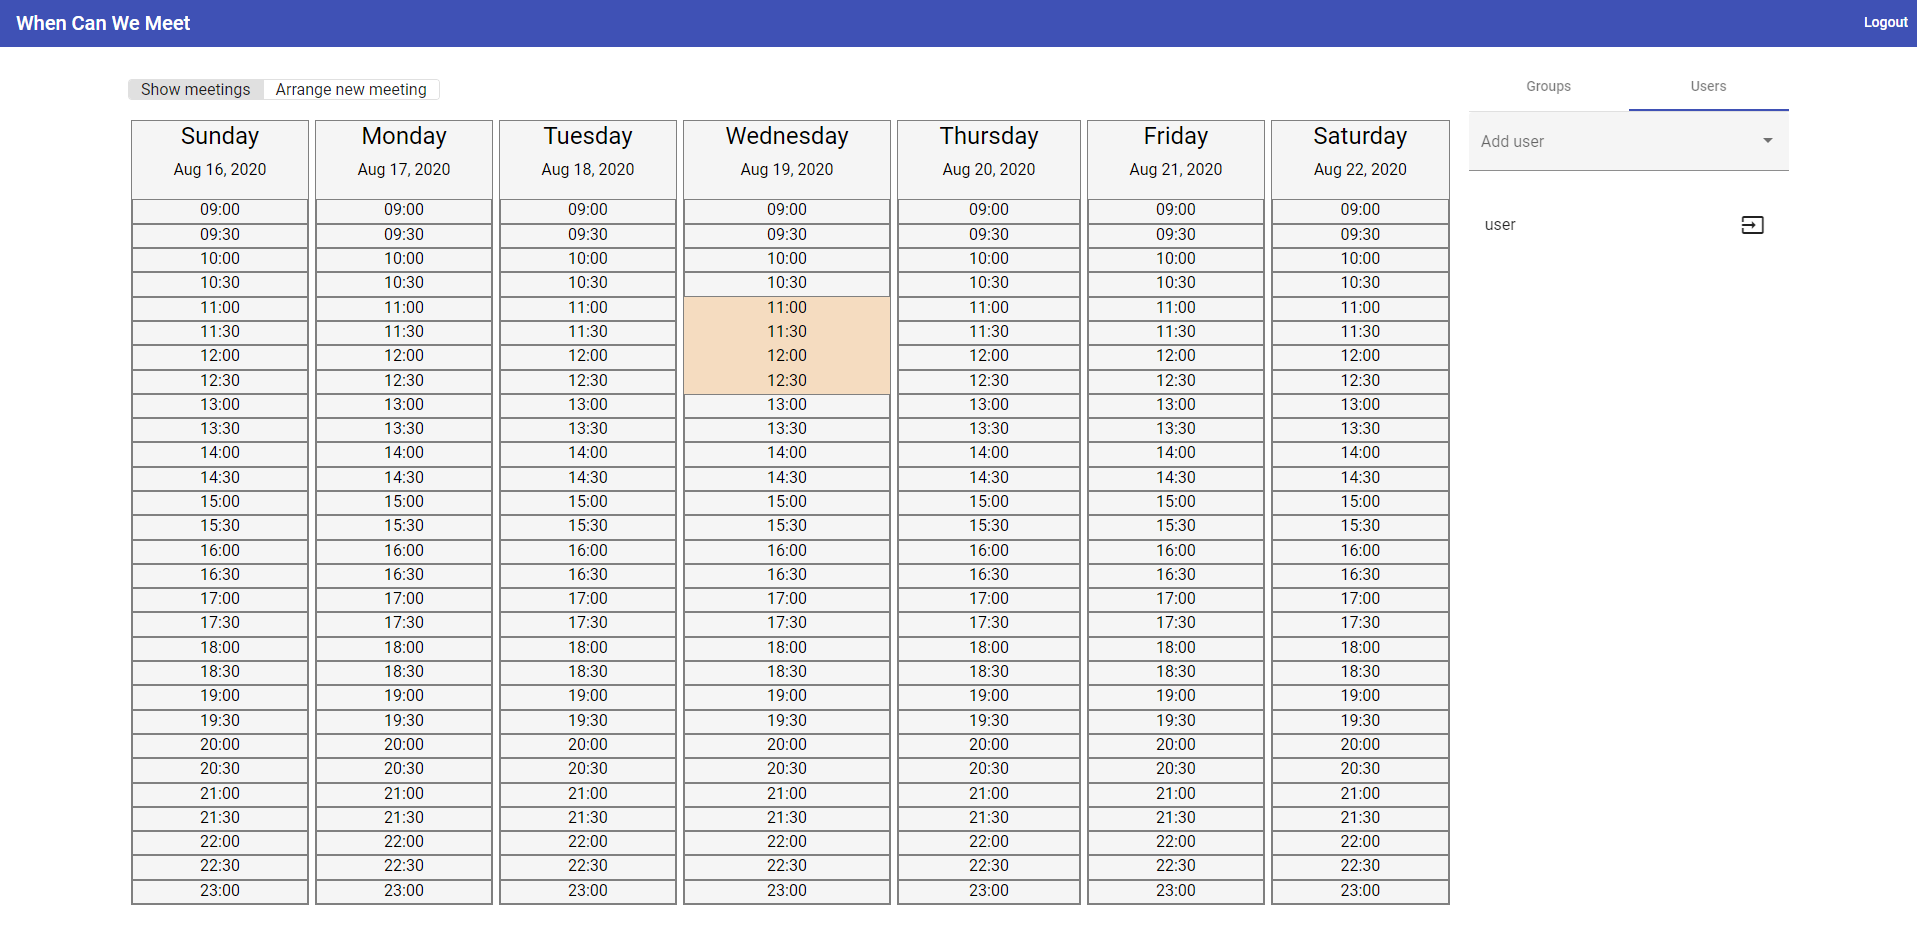 When Can We Meet Logout
Show meetings Arrange new meeting Groups Users
Sunday Monday Tuesday Wednesday Thursday Friday Saturday
Add user
Aug 16, 2020 Aug 17, 2020 Aug 18, 2020 Aug 19, 2020 Aug 20, 2020 Aug 21, 2020 Aug 22, 2020
09:00 09:00 09:00 09:00 09:00 09:00 09:00
user
09:30 09:30 09:30 09:30 09:30 09:30 09:30
10:00 10:00 10:00 10:00 10:00 10:00 10:00
10:30 10:30 10:30 10:30 10:30 10:30 10:30
11:00 11:00 11:00 11:00 11:00 11:00 11:00
11:30 11:30 11:30 11:30 11:30 11:30 11:30
12:00 12:00 12:00 12:00 12:00 12:00 12:00
12:30 12:30 12:30 12:30 12:30 12:30 12:30
13:00 13:00 13:00 13:00 13:00 13:00 13:00
13:30 13:30 13:30 13:30 13:30 13:30 13:30
14:00 14:00 14:00 14:00 14:00 14:00 14:00
14:30 14:30 14:30 14:30 14:30 14:30 14:30
15:00 15:00 15:00 15:00 15:00 15:00 15:00
15:30 15:30 15:30 15:30 15:30 15:30 15:30
16:00 16:00 16:00 16:00 16:00 16:00 16:00
16:30 16:30 16:30 16:30 16:30 16:30 16:30
17:00 17:00 17:00 17:00 17:00 17:00 17:00
17:30 17:30 17:30 17:30 17:30 17:30 17:30
18:00 18:00 18:00 18:00 18:00 18:00 18:00
18:30 18:30 18:30 18:30 18:30 18:30 18:30
19:00 19:00 19:00 19:00 19:00 19:00 19:00
19:30 19:30 19:30 19:30 19:30 19:30 19:30
20:00 20:00 20:00 20:00 20:00 20:00 20:00
20:30 20:30 20:30 20:30 20:30 20:30 20:30
21:00 21:00 21:00 21:00 21:00 21:00 21:00
21:30 21:30 21:30 21:30 21:30 21:30 21:30
22:00 22:00 22:00 22:00 22:00 22:00 22:00
22:30 22:30 22:30 22:30 22:30 22:30 22:30
23:00 23:00 23:00 23:00 23:00 23:00 23:00